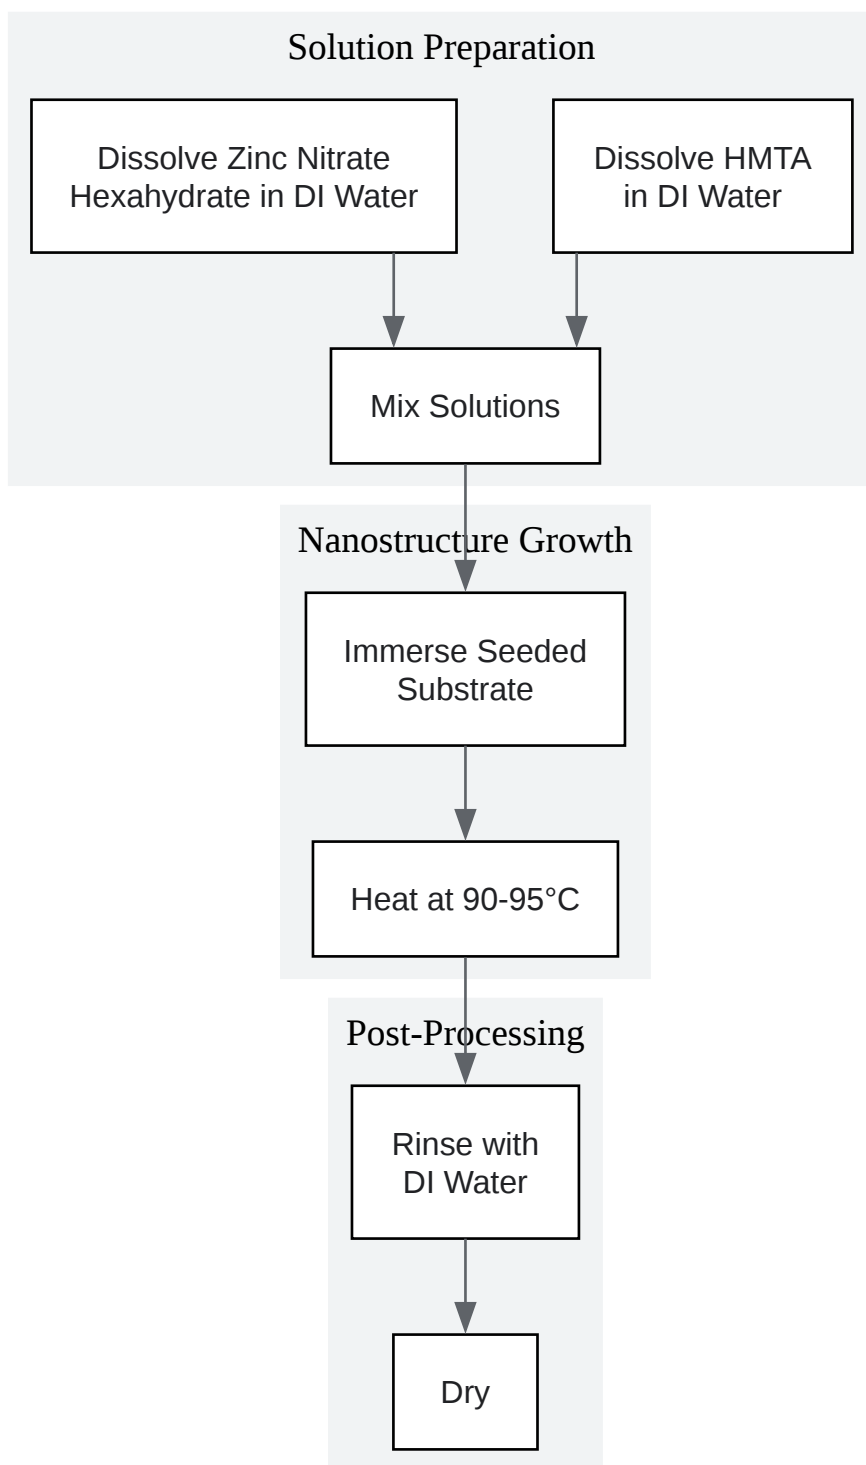 Solution Preparation
Dissolve Zinc Nitrate
Hexahydrate in DI Water
Dissolve HMTA
in DI Water
Mix Solutions
Nanostructure Growth
Immerse Seeded
Substrate
Heat at 90-95°C
Post-Processing
Rinse with
DI Water
Dry